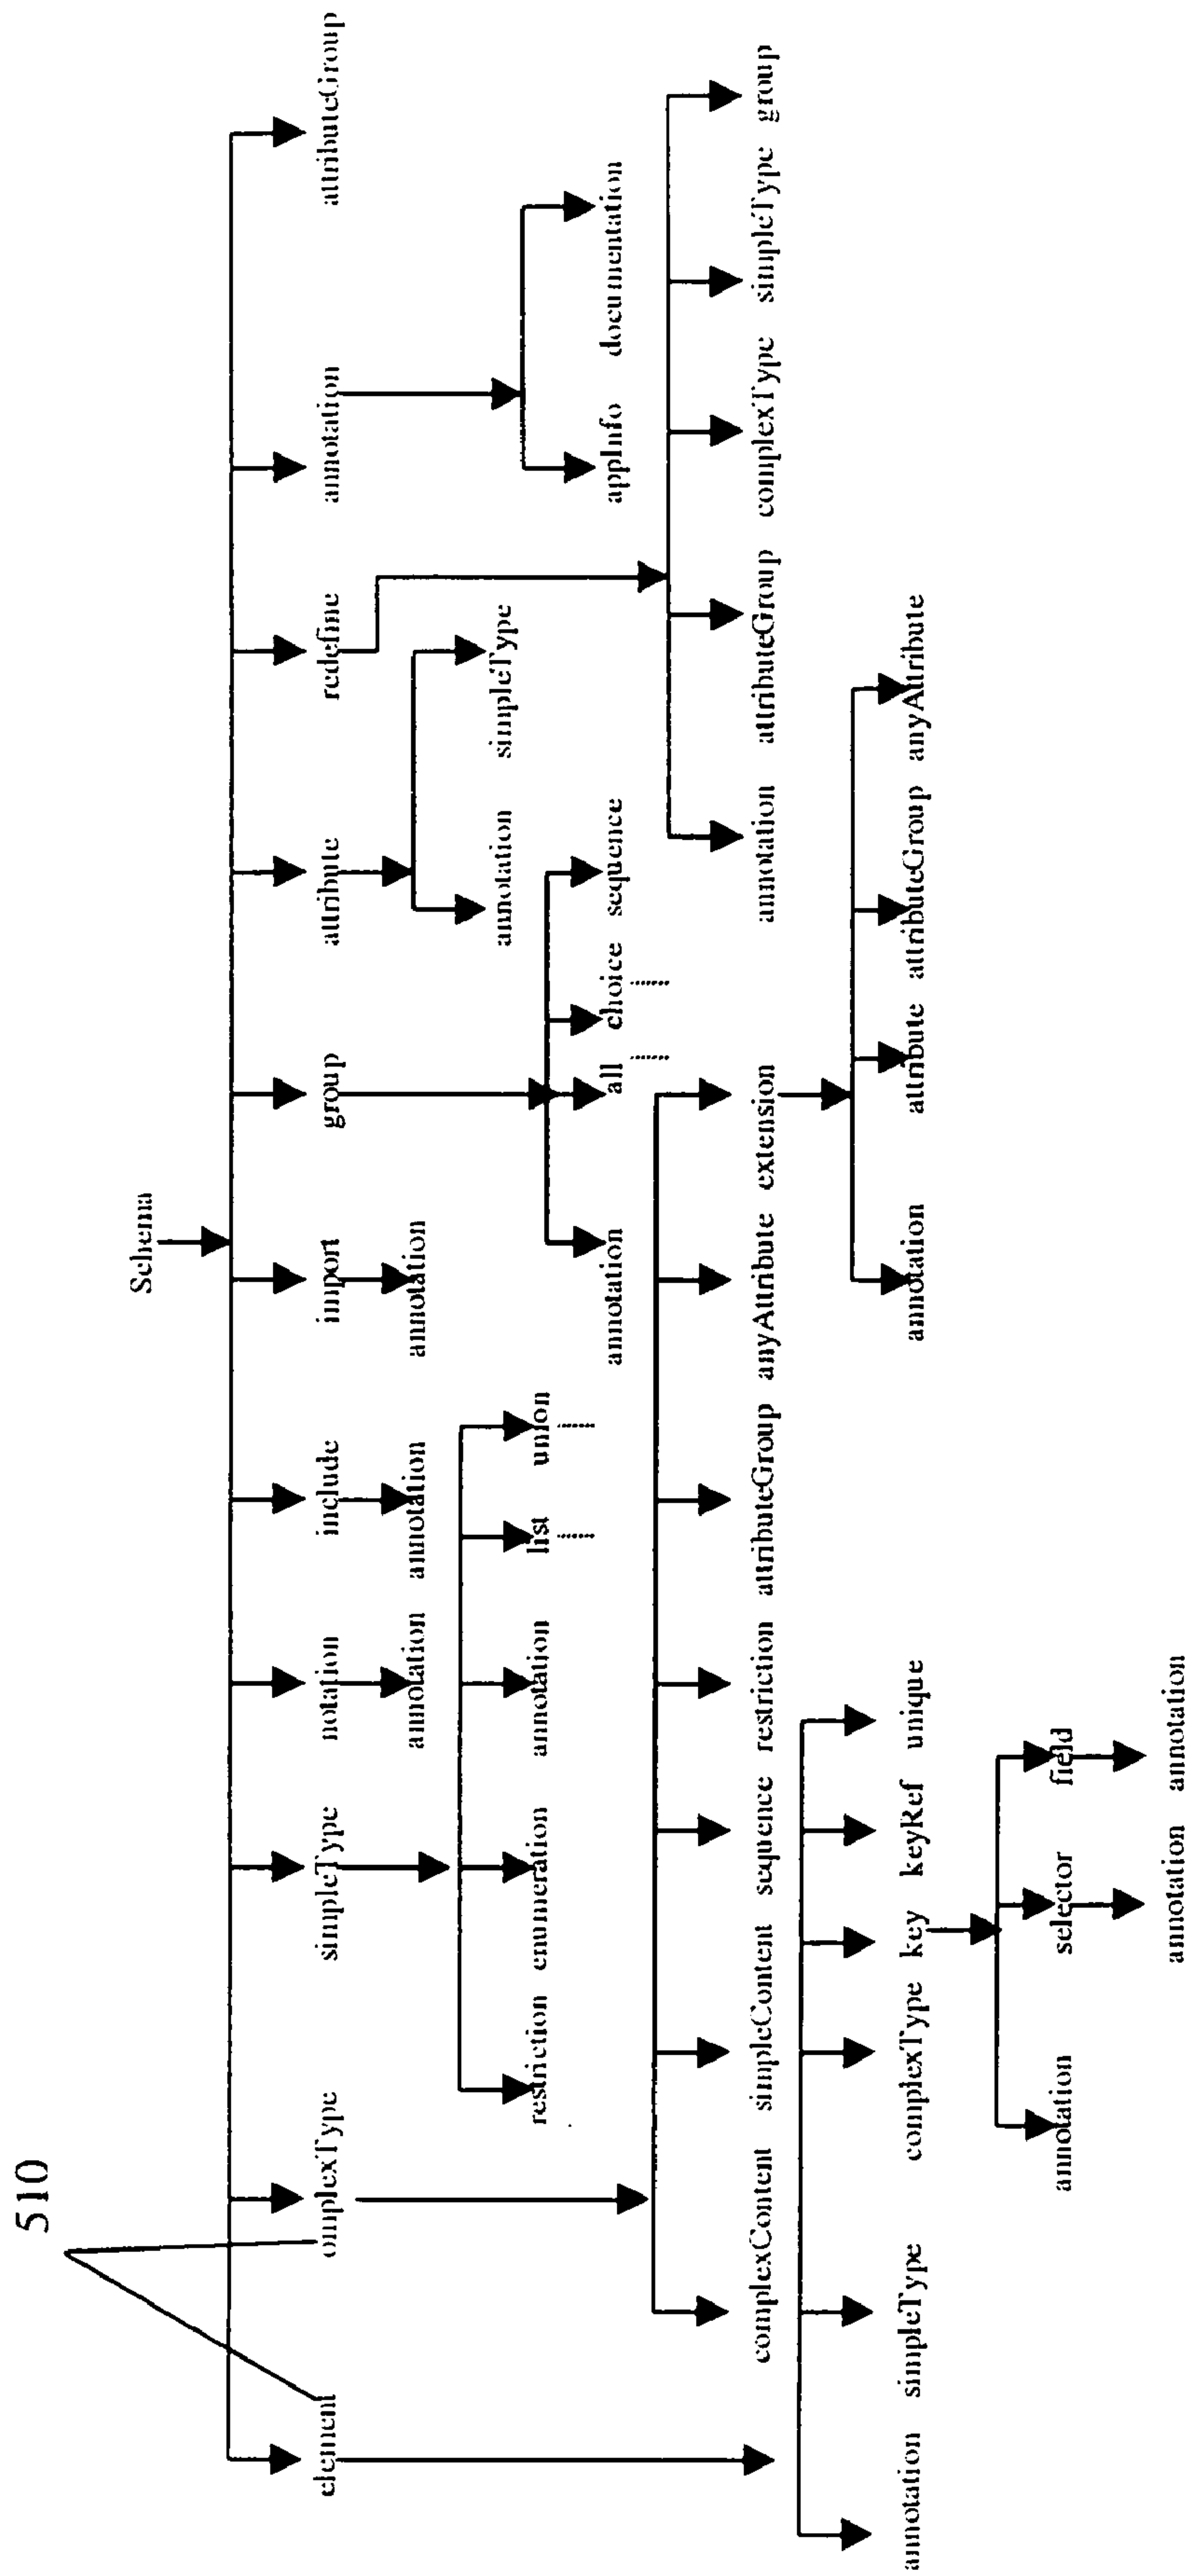 510
Schema
element omplexType simpleType notation include import group attribute redefine annotation attributeGroup
annotation annotation annotation
annotation simpleType
restriction enumeration annotation list union
annotation all choice sequence appInfo documentation
complexContent simpleContent sequence restriction attributeGroup anyAttribute extension annotation attributeGroup complexType simpleType group
annotation simpleType complexType key keyRef unique annotation attribute attributeGroup anyAttribute
annotation selector field
annotation annotation